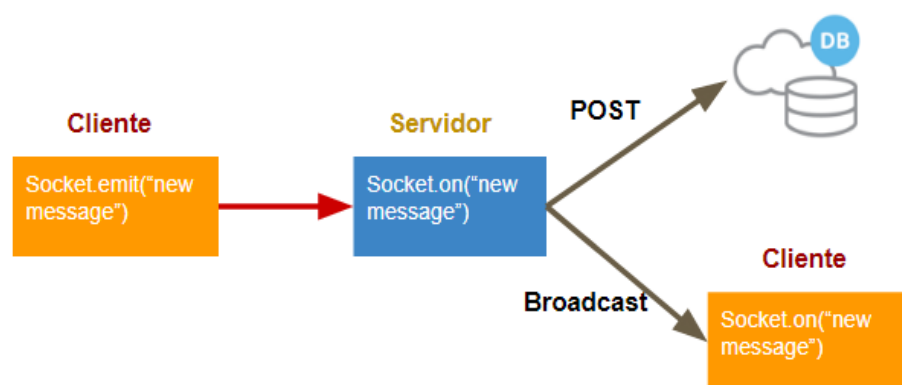 Cliente
Socket.emit(“new
message”)
Servidor
Socket.on(“new
message”)
POST
DB
Broadcast
Cliente
Socket.on(“new
message”)